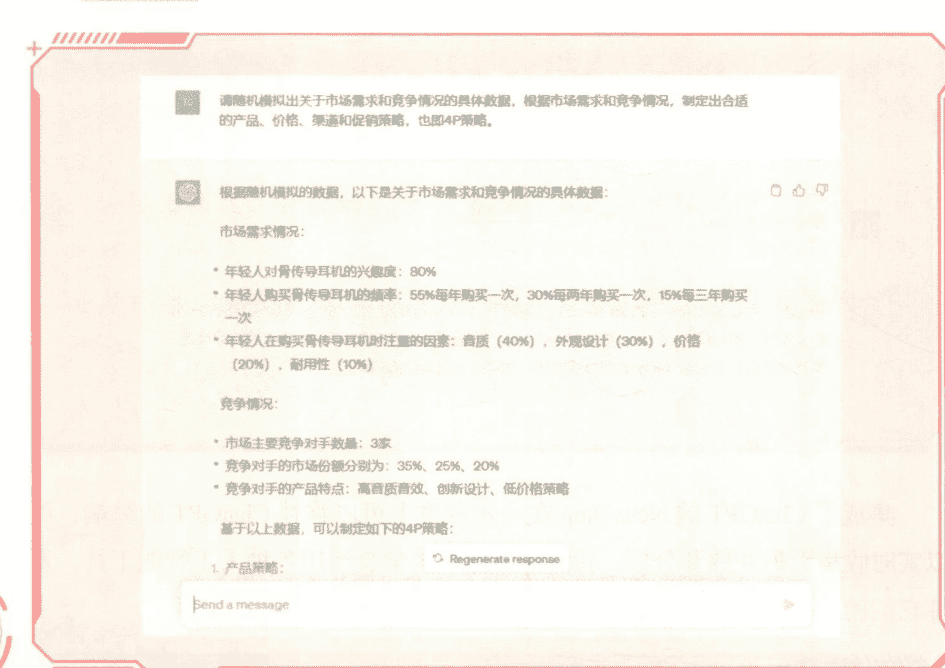 请随机模拟出关于市场需求和竞争情况的具体数据，根据市场需求和竞争情况，制定出合适
的产品、价格、渠道和促销策略，也即4P策略。
根据随机模拟的数据，以下是关于市场需求和竞争情况的具体数据：
市场需求情况：
• 年轻人对骨传导耳机的兴趣度：80%
• 年轻人购买骨传导耳机的频率：55%每年购买一次，30%每两年购买一次，15%每三年购买
一次
• 年轻人在购买骨传导耳机时注重的因素：音质（40%），外观设计（30%），价格
（20%），耐用性（10%）
竞争情况：
• 市场主要竞争对手数量：3家
• 竞争对手的市场份额分别为：35%、25%、20%
• 竞争对手的产品特点：高音质音效、创新设计、低价格策略
基于以上数据，可以制定如下的4P策略：
Regenerate response
1. 产品策略：
Send a message